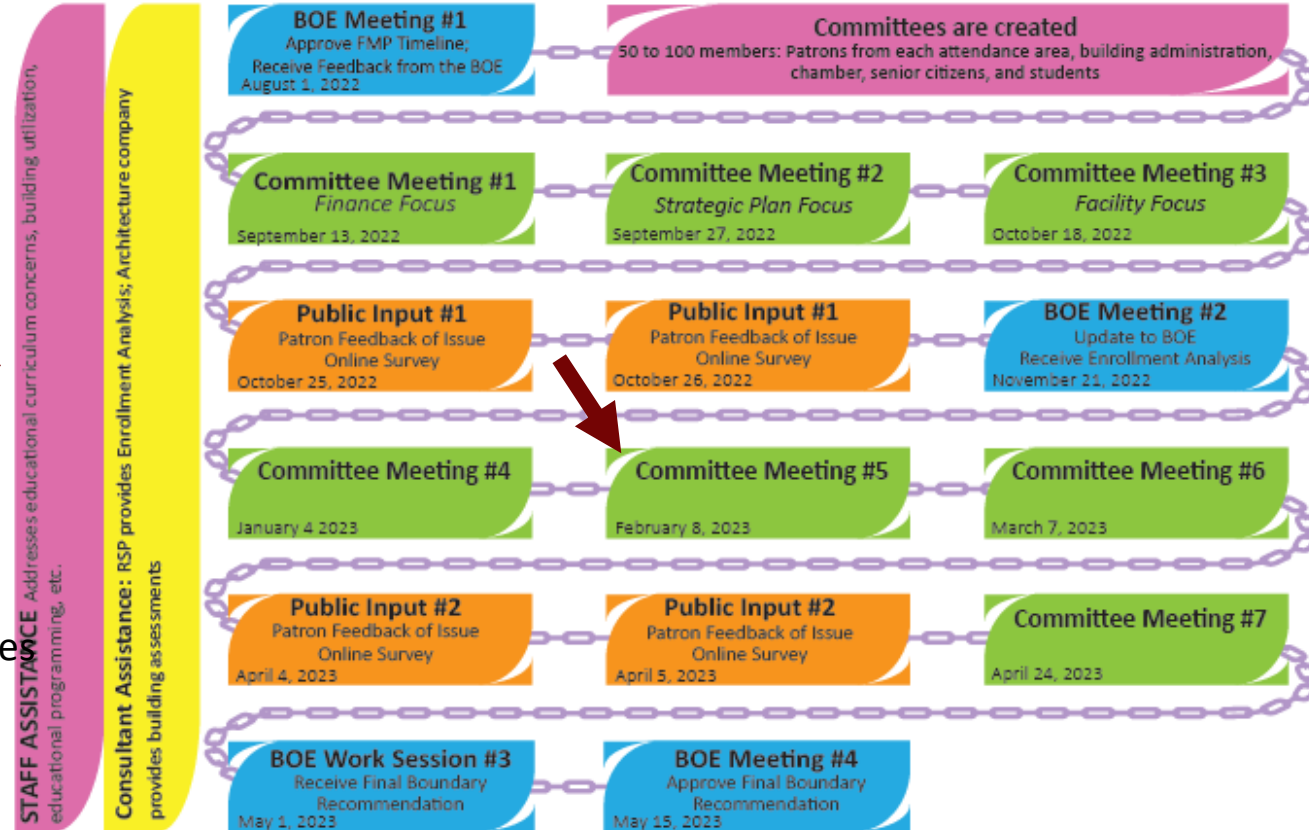 STAFF ASSISTANCE Addresses educational curriculum concerns, building utilization,
educational programming, etc.
Consultant Assistance: RSP provides Enrollment Analysis; Architecture company
provides building assessments
es
BOE Meeting #1
Approve FMP Timeline;
Receive Feedback from the BOE
August 1, 2022
Committees are created
50 to 100 members: Patrons from each attendance area, building administration,
chamber, senior citizens, and students
Committee Meeting #1
Finance Focus
September 13, 2022
Committee Meeting #2
Strategic Plan Focus
September 27, 2022
Committee Meeting #3
Facility Focus
October 18, 2022
Public Input #1
Patron Feedback of Issue
Online Survey
October 25, 2022
Public Input #1
Patron Feedback of Issue
Online Survey
October 26, 2022
BOE Meeting #2
Update to BOE
Receive Enrollment Analysis
November 21, 2022
Committee Meeting #4
January 4 2023
Committee Meeting #5
February 8, 2023
Committee Meeting #6
March 7, 2023
Public Input #2
Patron Feedback of Issue
Online Survey
April 4, 2023
Public Input #2
Patron Feedback of Issue
Online Survey
April 5, 2023
Committee Meeting #7
April 24, 2023
BOE Work Session #3
Receive Final Boundary
Recommendation
May 1, 2023
BOE Meeting #4
Approve Final Boundary
Recommendation
May 15, 2023